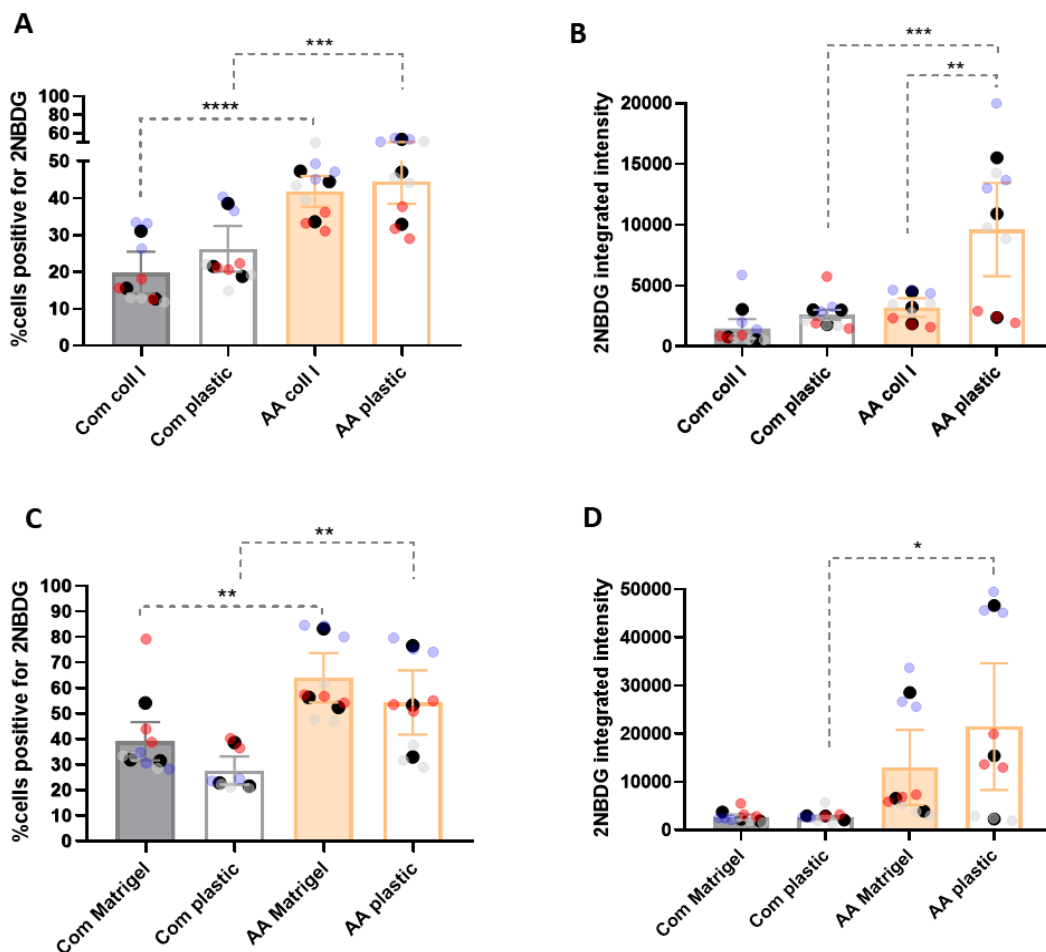 A
%cells positive for 2NBDG
100
80
60
50
40
30
20
10
0
****
***
Com coll I
Com plastic
AA coll I
AA plastic
B
2NBDG integrated intensity
20000
15000
10000
5000
0
***
**
Com coll I
Com plastic
AA coll I
AA plastic
C
%cells positive for 2NBDG
100
90
80
70
60
50
40
30
20
10
0
**
**
Com Matrigel
Com plastic
AA Matrigel
AA plastic
D
2NBDG integrated intensity
50000
40000
30000
20000
10000
0
*
Com Matrigel
Com plastic
AA Matrigel
AA plastic